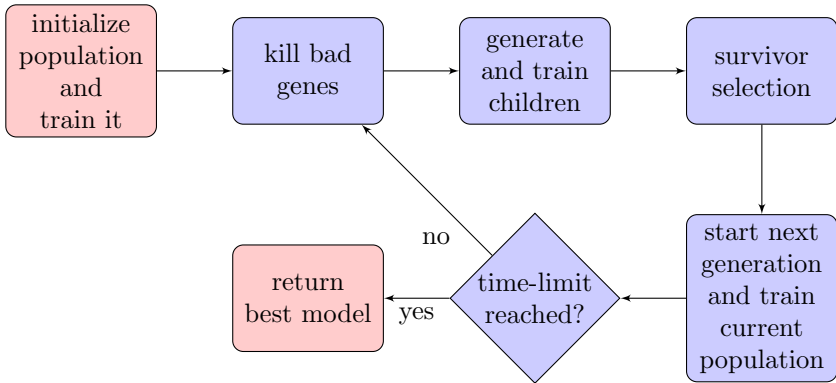 initialize
population
and
train it
kill bad
genes
generate
and train
children
survivor
selection
start next
generation
and train
current
population
time-limit
reached?
no
yes
return
best model